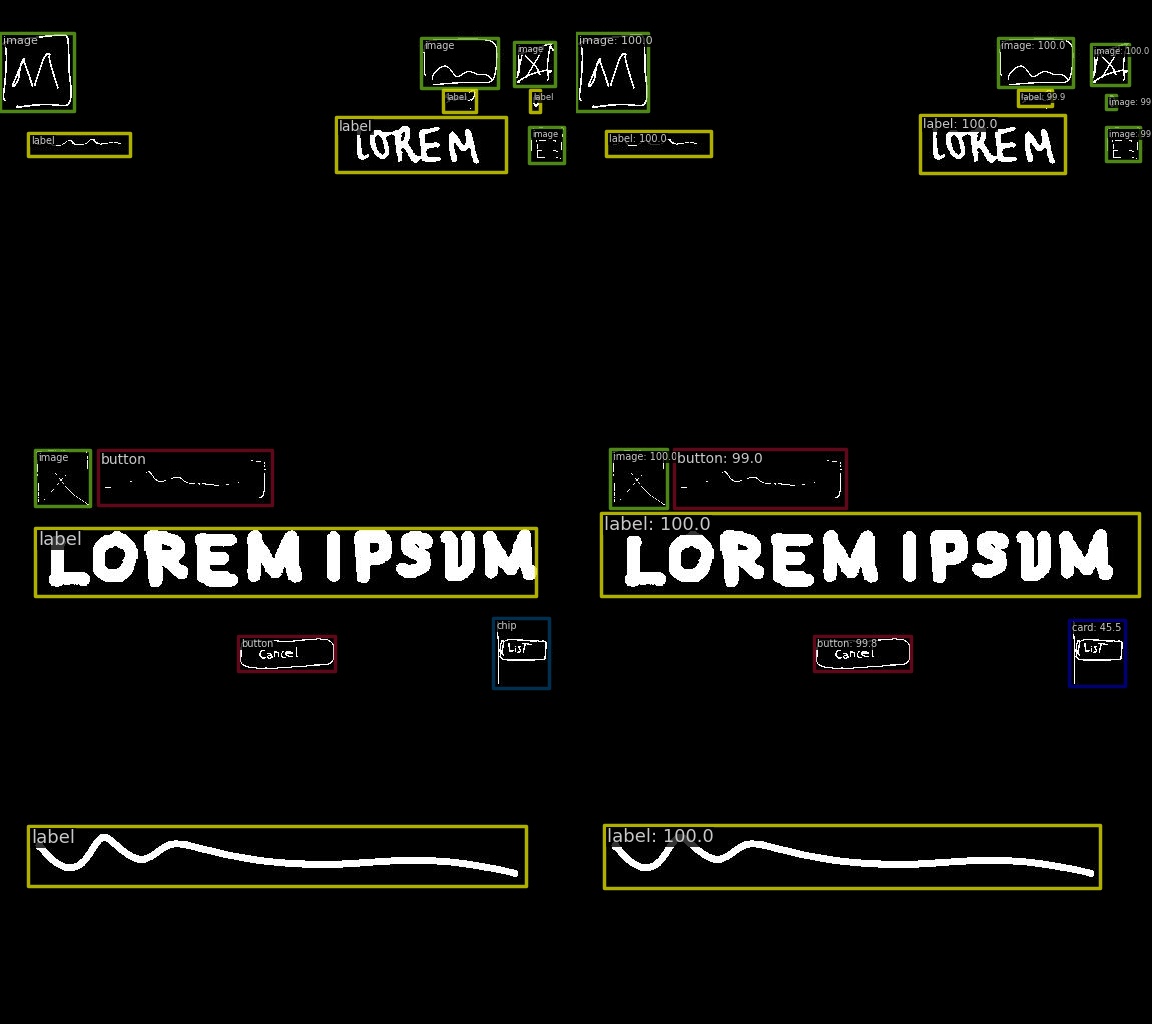 image image image image: 100.0 image: 100.0 image: 100.0
label label label: 99.9 image: 99
label LOREM label: 100.0 LOREM
label image label: 100.0 image: 99
image button image: 100.0 button: 99.0
label LOREM IPSUM label: 100.0 LOREM IPSUM
chip card: 45.5
button Cancel LIST button: 99.8 Cancel LIST
label label: 100.0